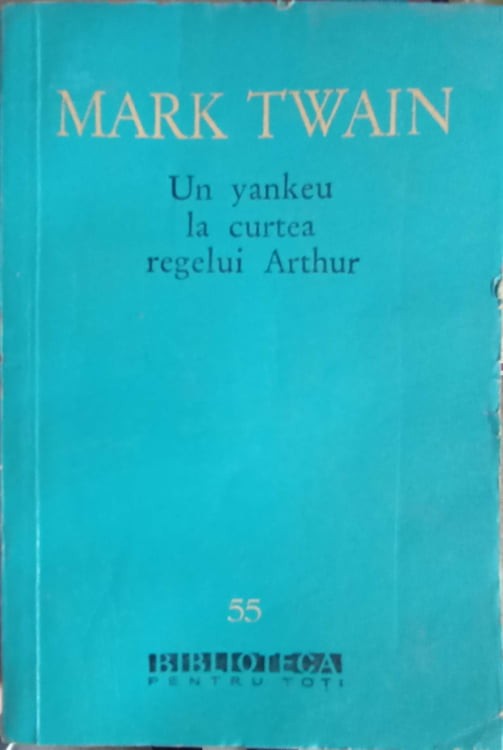 MARK TWAIN
Un yankeu
la curtea
regelui Arthur
55
BIBLIOTECA
PENTRU TOȚI